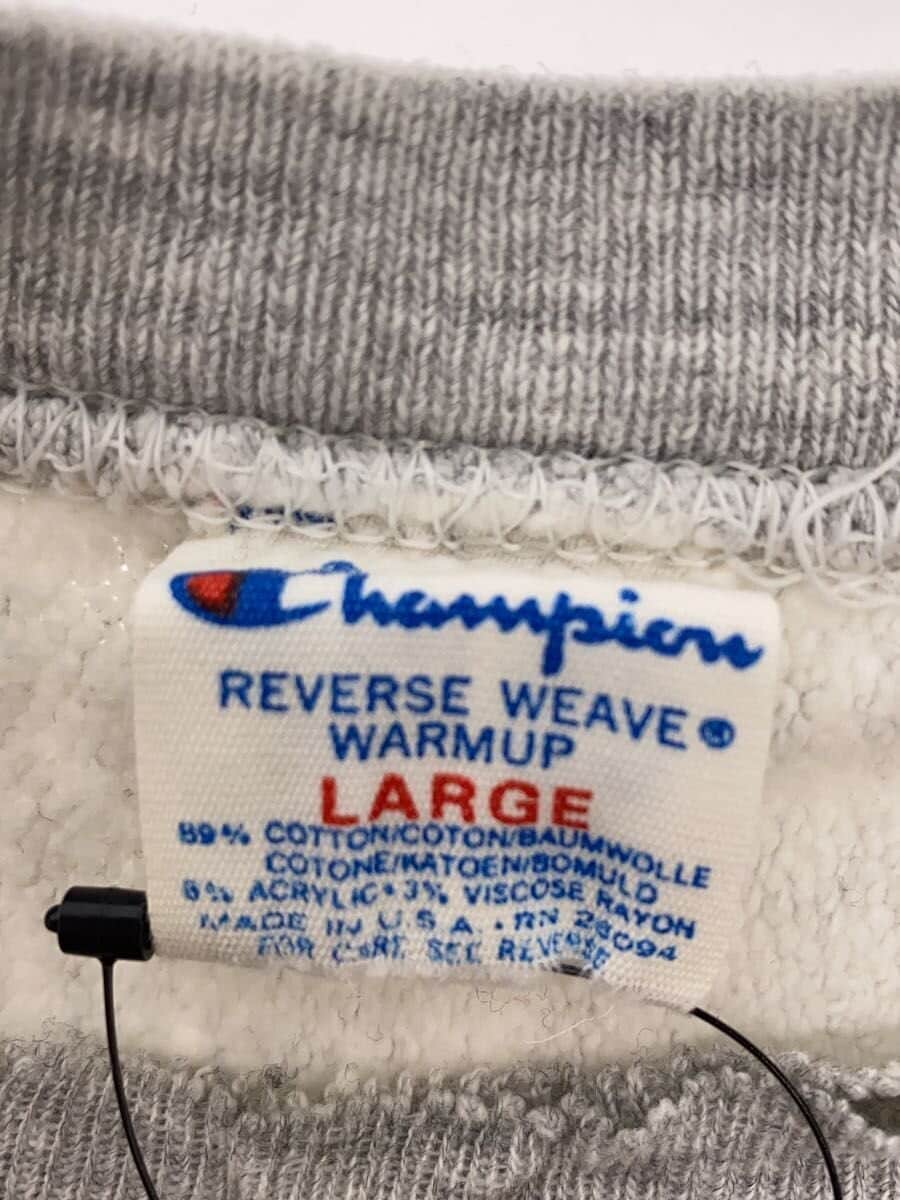 Champion
REVERSE WEAVE®
WARMUP
LARGE
89% COTTON/COTON/BAUMWOLLE
COTONE/KATOEN/BOMULD
8% ACRYLIC • 3% VISCOSE RAYON
MADE IN U.S.A. • RN 26094
FOR CARE SEE REVERSE